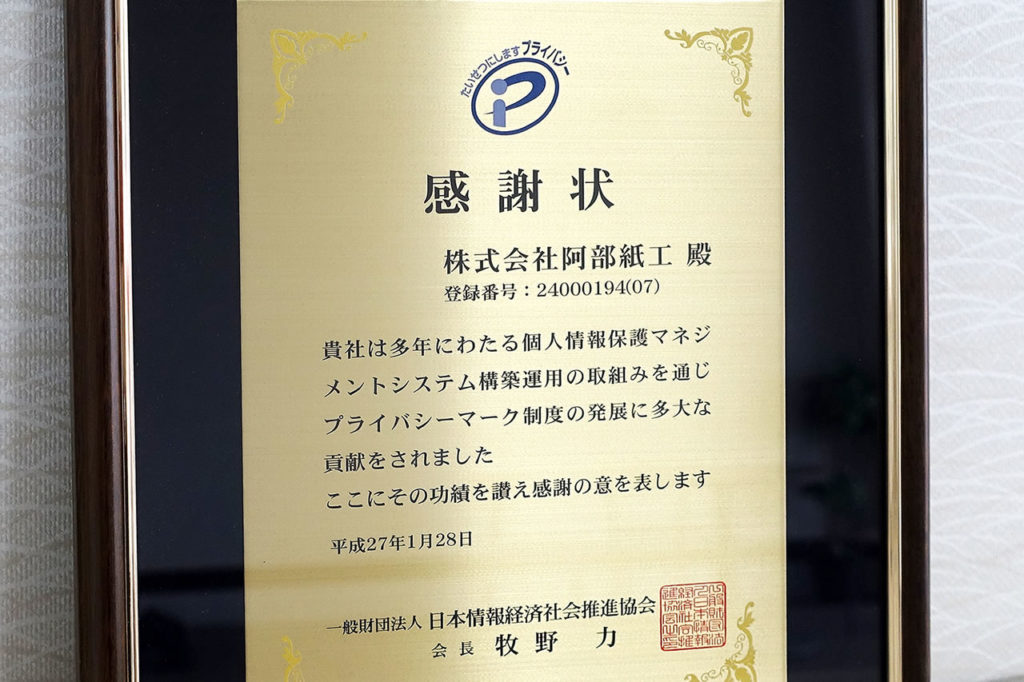 たいせつにしますプライバシー
感謝状
株式会社阿部紙工 殿
登録番号：24000194(07)
貴社は多年にわたる個人情報保護マネジ
メントシステム構築運用の取組みを通じ
プライバシーマーク制度の発展に多大な
貢献をされました
ここにその功績を讃え感謝の意を表します
平成27年1月28日
一般財団法人 日本情報経済社会推進協会
会長 牧野 力